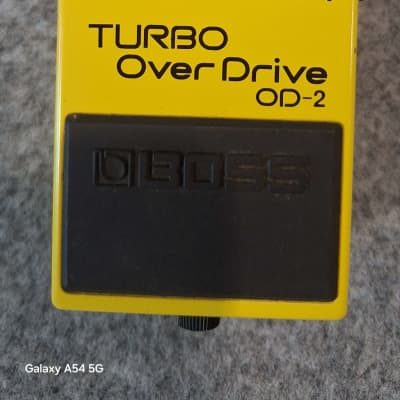 TURBO
Over Drive
OD-2
BOSS
Galaxy A54 5G